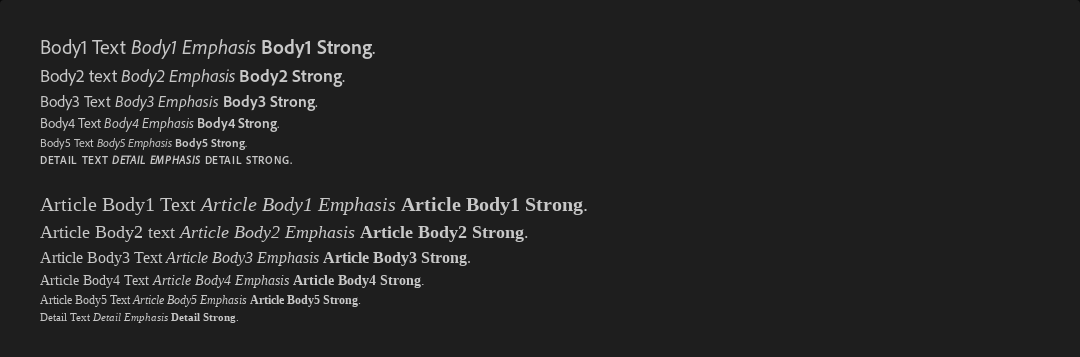 Body1 Text Body1 Emphasis Body1 Strong.
Body2 text Body2 Emphasis Body2 Strong.
Body3 Text Body3 Emphasis Body3 Strong.
Body4 Text Body4 Emphasis Body4 Strong.
Body5 Text Body5 Emphasis Body5 Strong.
DETAIL TEXT DETAIL EMPHASIS DETAIL STRONG.
Article Body1 Text Article Body1 Emphasis Article Body1 Strong.
Article Body2 text Article Body2 Emphasis Article Body2 Strong.
Article Body3 Text Article Body3 Emphasis Article Body3 Strong.
Article Body4 Text Article Body4 Emphasis Article Body4 Strong.
Article Body5 Text Article Body5 Emphasis Article Body5 Strong.
Detail Text Detail Emphasis Detail Strong.